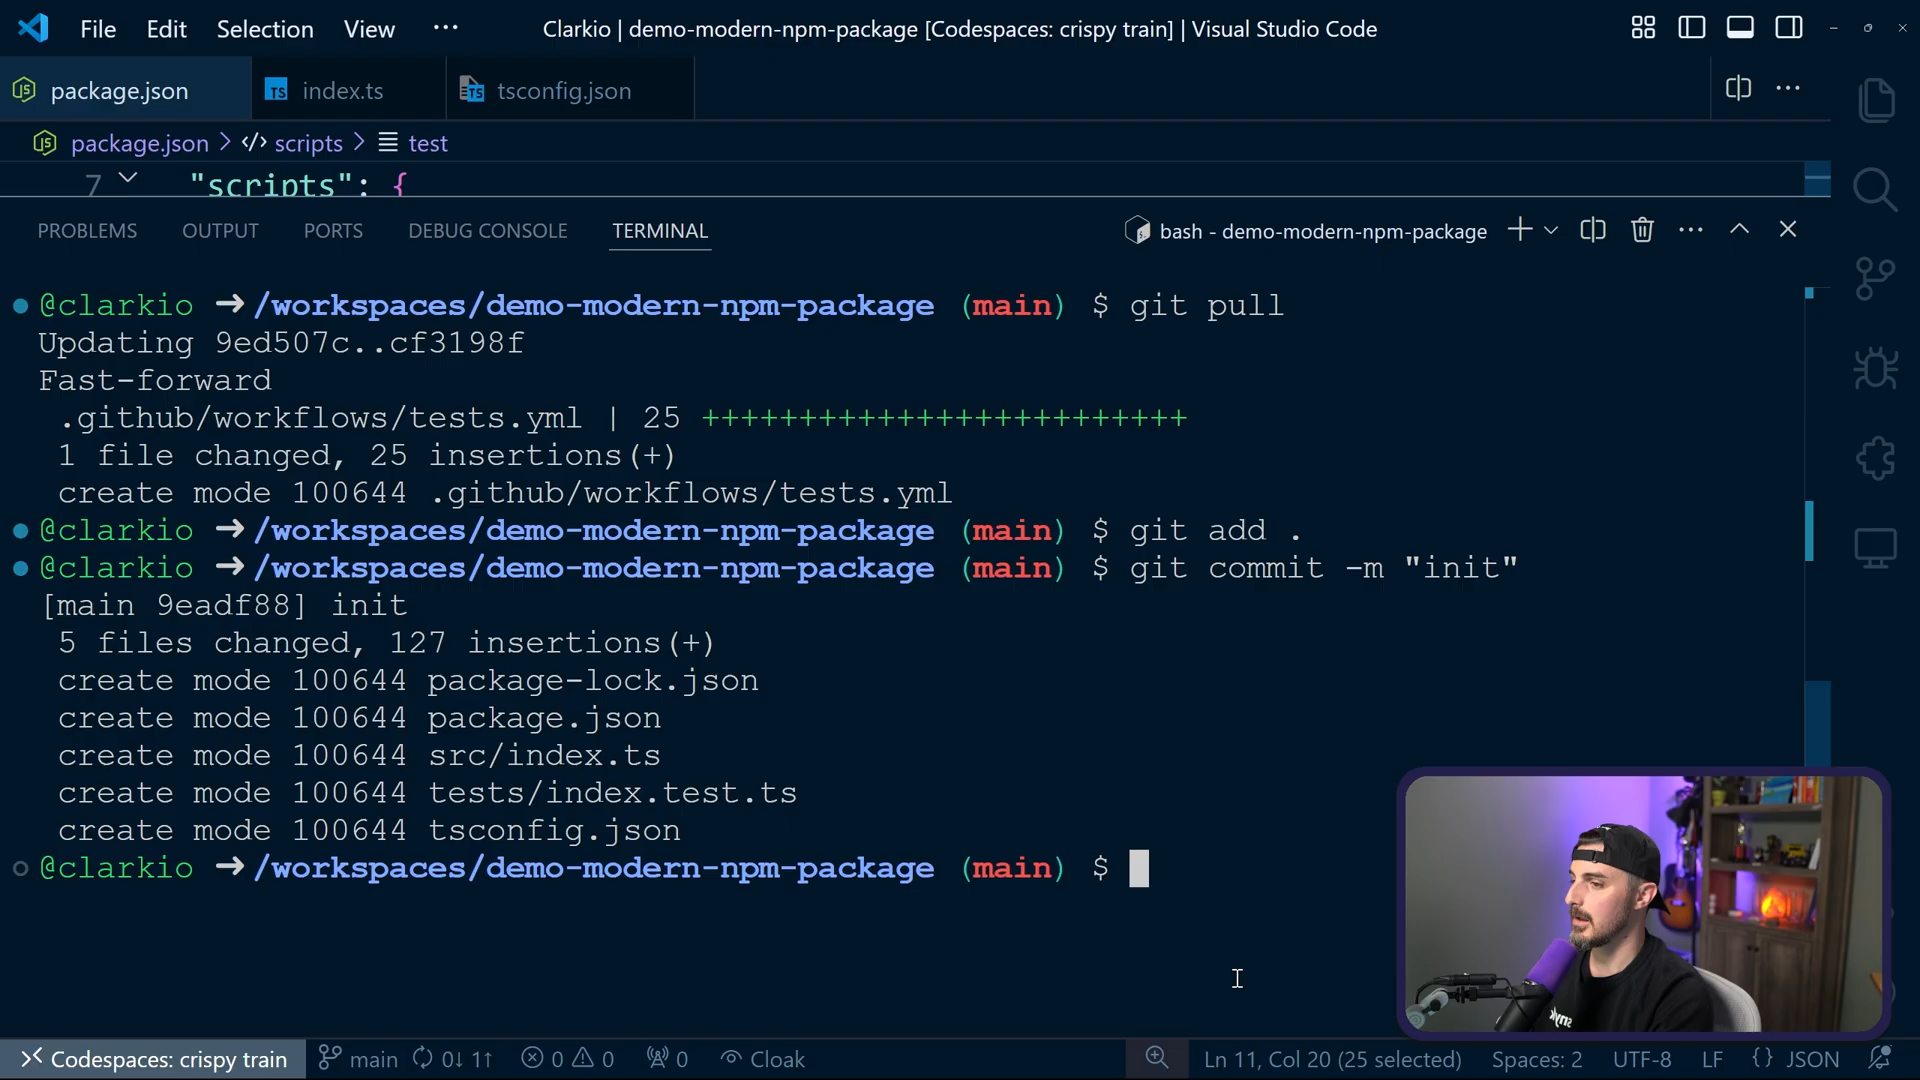 File Edit Selection View ··· Clarkio | demo-modern-npm-package [Codespaces: crispy train] | Visual Studio Code
package.json index.ts tsconfig.json
package.json > scripts > test
7 "scripts": {
PROBLEMS OUTPUT PORTS DEBUG CONSOLE TERMINAL bash - demo-modern-npm-package
@clarkio ➜ /workspaces/demo-modern-npm-package (main) $ git pull
Updating 9ed507c..cf3198f
Fast-forward
.github/workflows/tests.yml | 25 +++++++++++++++++++++++++
1 file changed, 25 insertions(+)
create mode 100644 .github/workflows/tests.yml
@clarkio ➜ /workspaces/demo-modern-npm-package (main) $ git add .
@clarkio ➜ /workspaces/demo-modern-npm-package (main) $ git commit -m "init"
[main 9eadf88] init
5 files changed, 127 insertions(+)
create mode 100644 package-lock.json
create mode 100644 package.json
create mode 100644 src/index.ts
create mode 100644 tests/index.test.ts
create mode 100644 tsconfig.json
@clarkio ➜ /workspaces/demo-modern-npm-package (main) $
snyk
Codespaces: crispy train main 0↓ 1↑ 0 0 0 Cloak Ln 11, Col 20 (25 selected) Spaces: 2 UTF-8 LF {} JSON